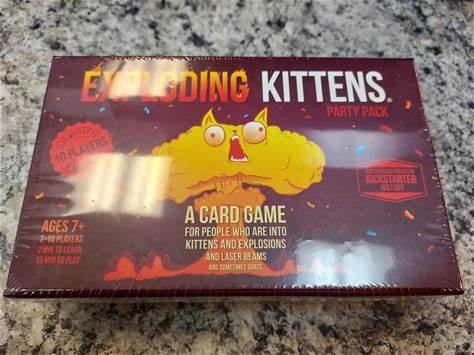 EXPLODING KITTENS®
PARTY PACK
10 PLAYERS
KICKSTARTER
HISTORY
A CARD GAME
FOR PEOPLE WHO ARE INTO
KITTENS AND EXPLOSIONS
AND LASER BEAMS
AND SOMETIMES GOATS
AGES 7+
2-10 PLAYERS
2 MIN TO LEARN
15 MIN TO PLAY